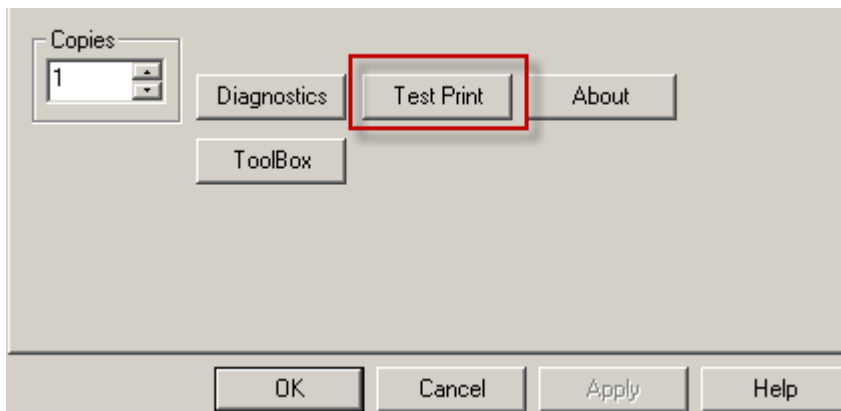 Copies
1
Diagnostics Test Print About
ToolBox
OK Cancel Apply Help